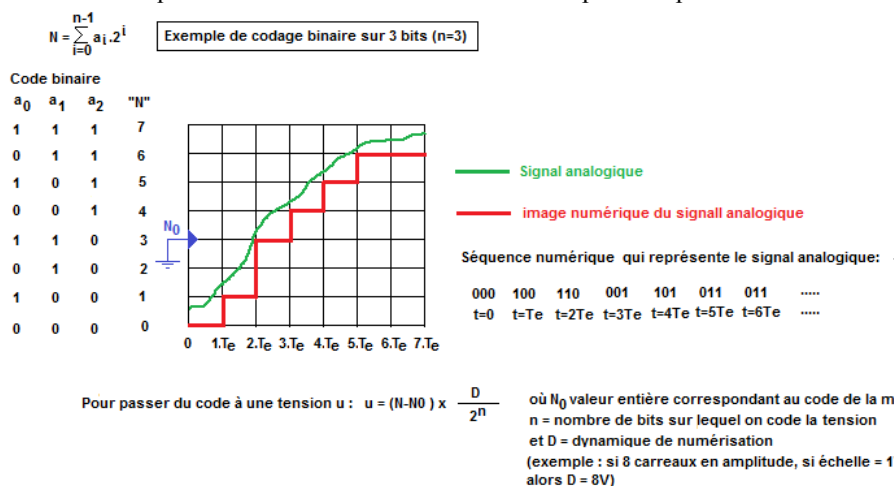 N = n-1 ∑ i=0 a i . 2 i
Exemple de codage binaire sur 3 bits (n=3)
Code binaire
a0 a1 a2 "N"
1 1 1 7
0 1 1 6
1 0 1 5
0 0 1 4
1 1 0 3
0 1 0 2
1 0 0 1
0 0 0 0
N0
0 1.Te 2.Te 3.Te 4.Te 5.Te 6.Te 7.Te
Signal analogique
image numérique du signall analogique
Séquence numérique qui représente le signal analogique:
000 100 110 001 101 011 011 .....
t=0 t=Te t=2Te t=3Te t=4Te t=5Te t=6Te .....
Pour passer du code à une tension u : u = (N-N0 ) x D / 2n
où N0 valeur entière correspondant au code de la
n = nombre de bits sur lequel on code la tension
et D = dynamique de numérisation
(exemple : si 8 carreaux en amplitude, si échelle = 1
alors D = 8V)